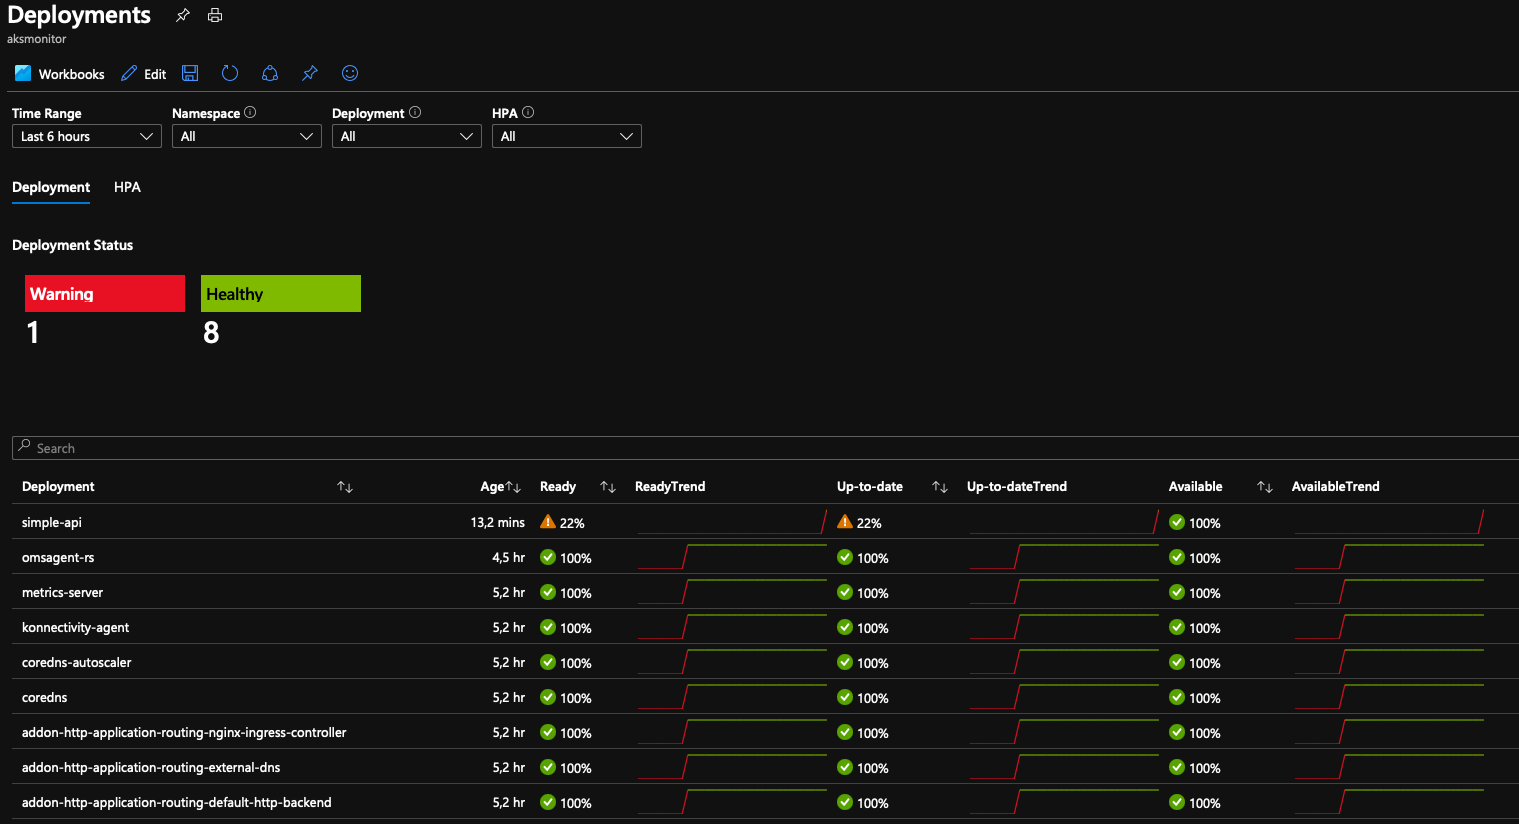 Deployments
aksmonitor
Workbooks Edit
Time Range Namespace Deployment HPA
Last 6 hours All All All
Deployment HPA
Deployment Status
Warning Healthy
1 8
Search
Deployment Age Ready ReadyTrend Up-to-date Up-to-dateTrend Available AvailableTrend
simple-api 13,2 mins 22% 22% 100%
omsagent-rs 4,5 hr 100% 100% 100%
metrics-server 5,2 hr 100% 100% 100%
konnectivity-agent 5,2 hr 100% 100% 100%
coredns-autoscaler 5,2 hr 100% 100% 100%
coredns 5,2 hr 100% 100% 100%
addon-http-application-routing-nginx-ingress-controller 5,2 hr 100% 100% 100%
addon-http-application-routing-external-dns 5,2 hr 100% 100% 100%
addon-http-application-routing-default-http-backend 5,2 hr 100% 100% 100%